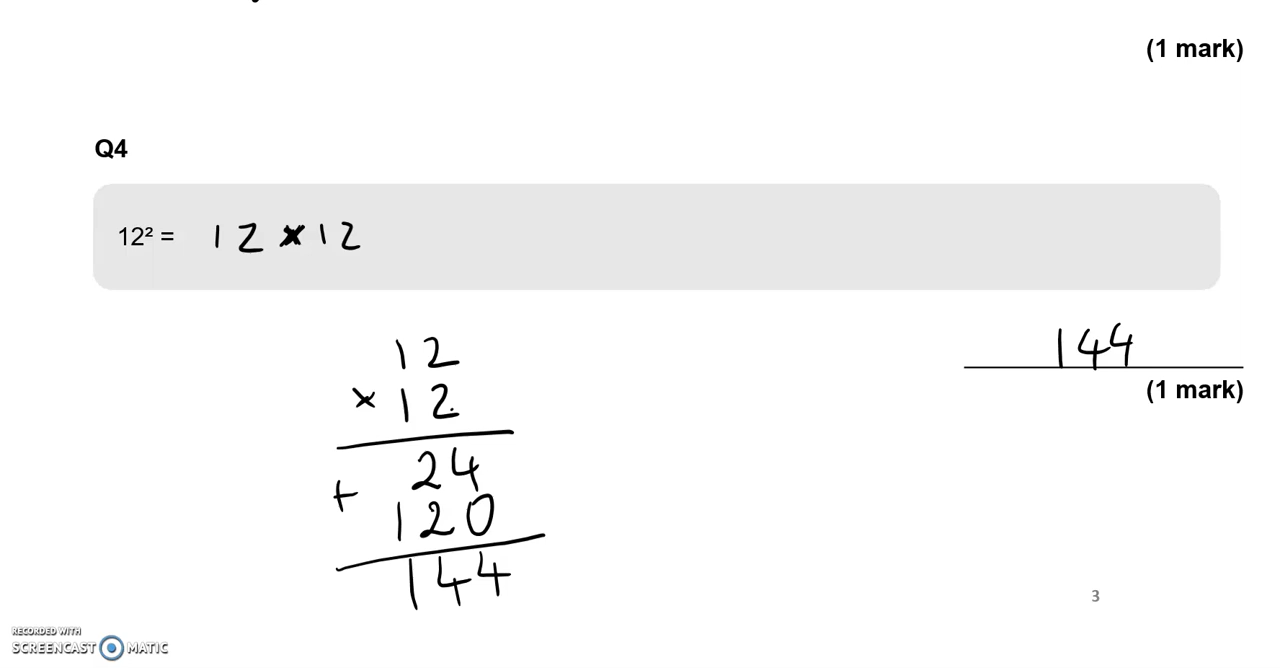 (1 mark)
Q4
12² = 12 × 12
144
(1 mark)
12
× 12
24
+
120
144
3
RECORDED WITH
SCREENCAST MATIC